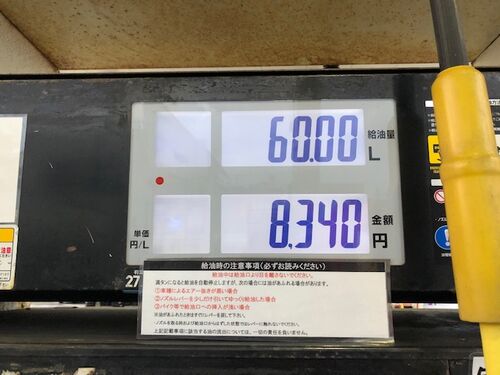 60.00 給油量
L
8,340 金額
円
単価
円/L
27
給油時の注意事項(必ずお読みください)
給油中は給油口より目を離さないでください。
満タンになると給油を自動停止しますが、次の場合には油があふれる場合があります。
①車種によるエアー抜きが悪い場合
②ノズルレバーを少しだけ引いてゆっくり給油した場合
③バイク等で給油口への挿入が浅い場合
上記記載事項に該当する油の流出については、一切の責任を負いません。